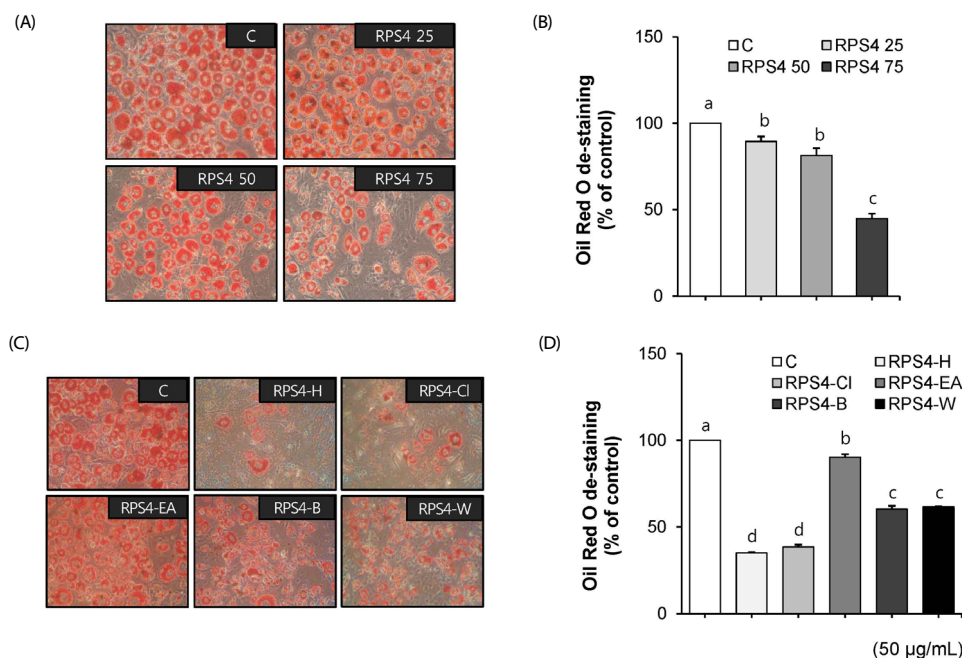 (A)
C
RPS4 25
RPS4 50
RPS4 75
(B)
Oil Red O de-staining
(% of control)
150
100
50
0
C
RPS4 25
RPS4 50
RPS4 75
a
b
b
c
(C)
C
RPS4-H
RPS4-Cl
RPS4-EA
RPS4-B
RPS4-W
(D)
Oil Red O de-staining
(% of control)
150
100
50
0
C
RPS4-H
RPS4-Cl
RPS4-EA
RPS4-B
RPS4-W
a
d
d
b
c
c
(50 µg/mL)